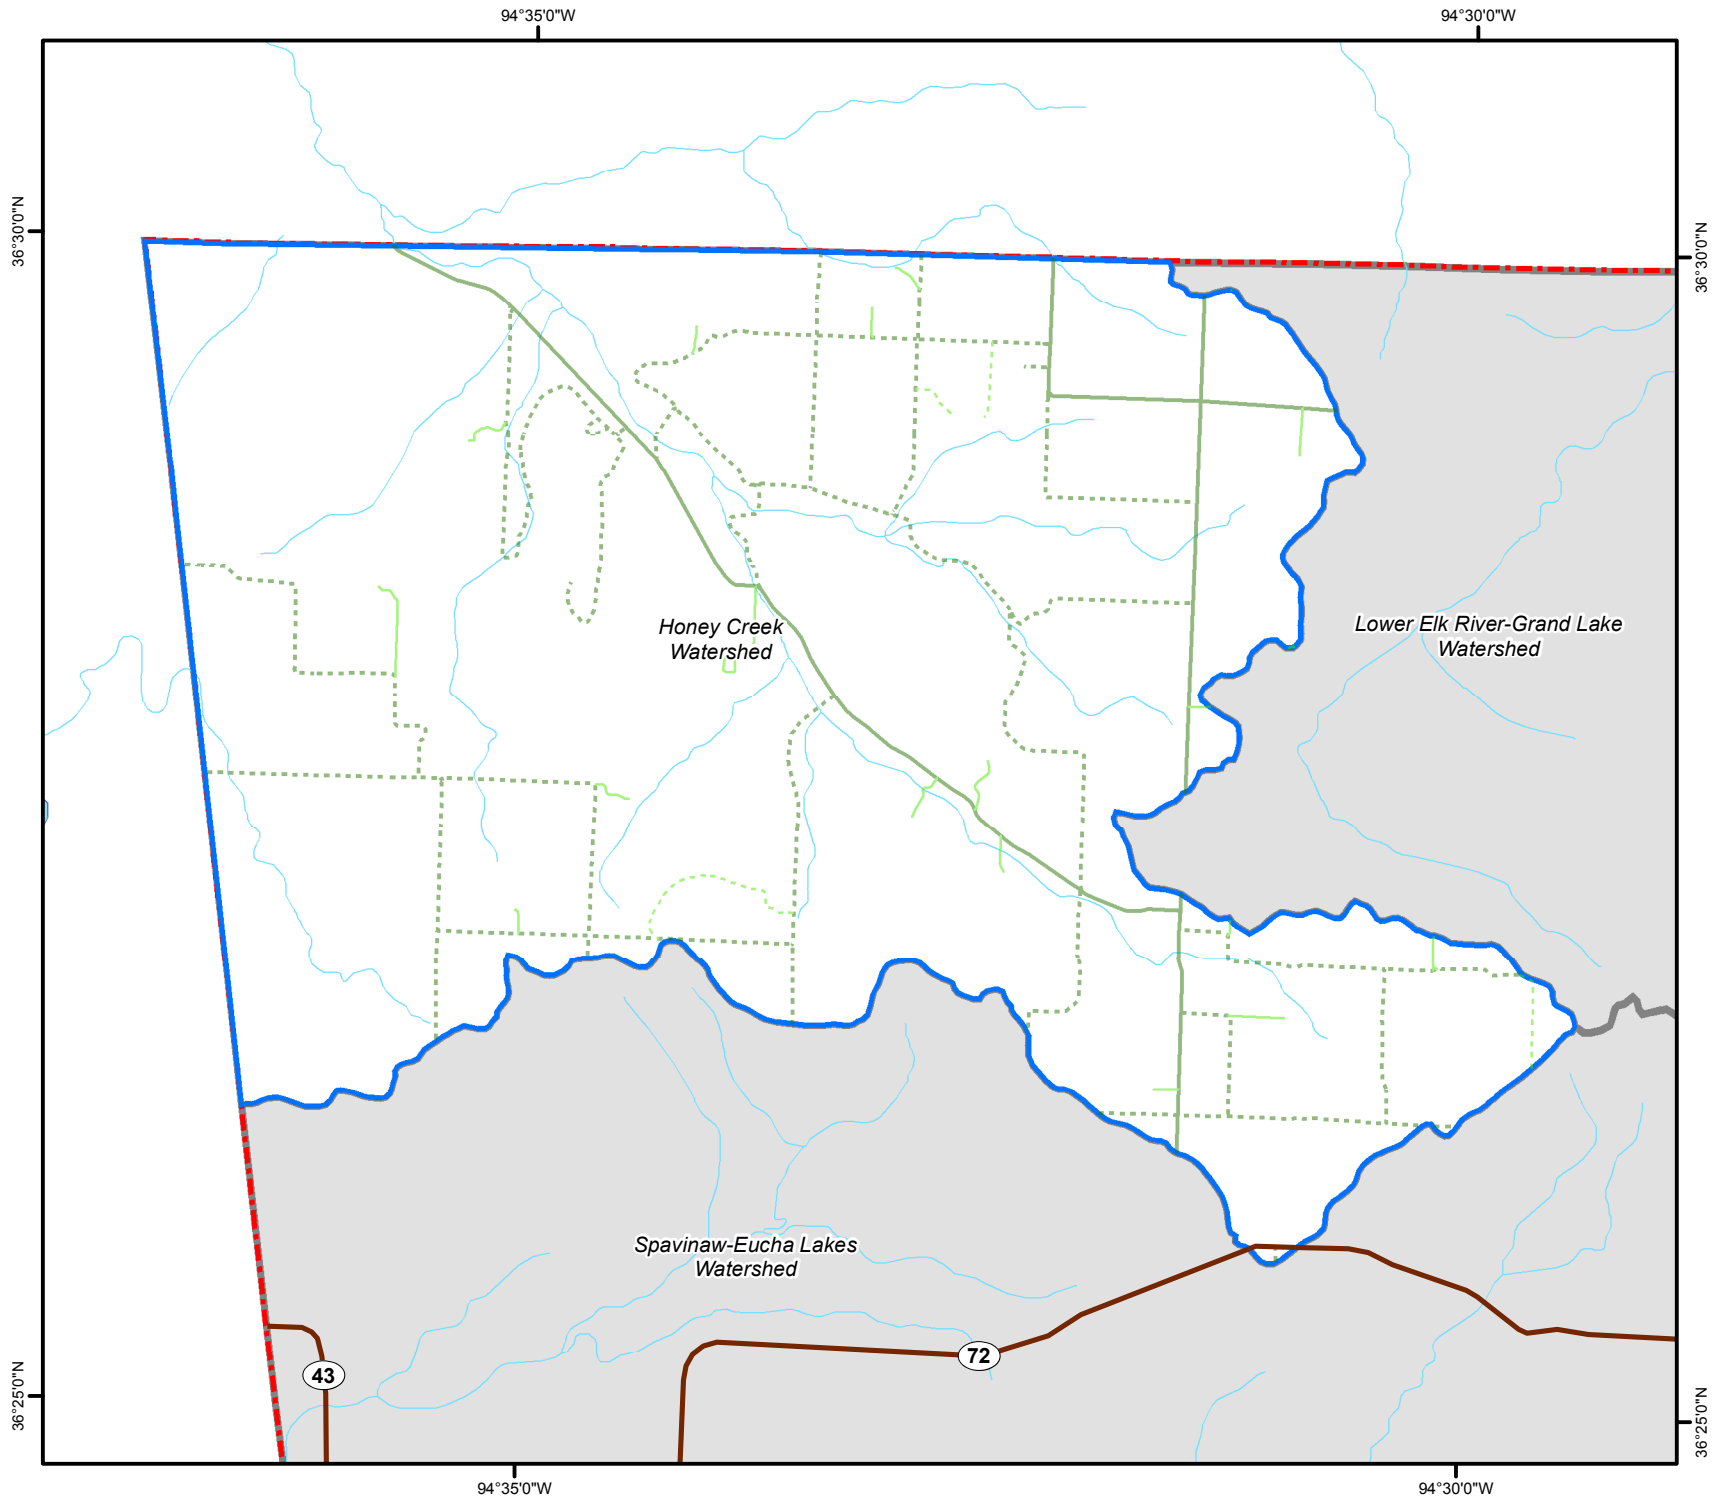 94°35'0"W
94°30'0"W
36°30'0"N
36°30'0"N
Honey Creek
Watershed
Lower Elk River-Grand Lake
Watershed
Spavinaw-Eucha Lakes
Watershed
72
43
36°25'0"N
36°25'0"N
94°35'0"W
94°30'0"W